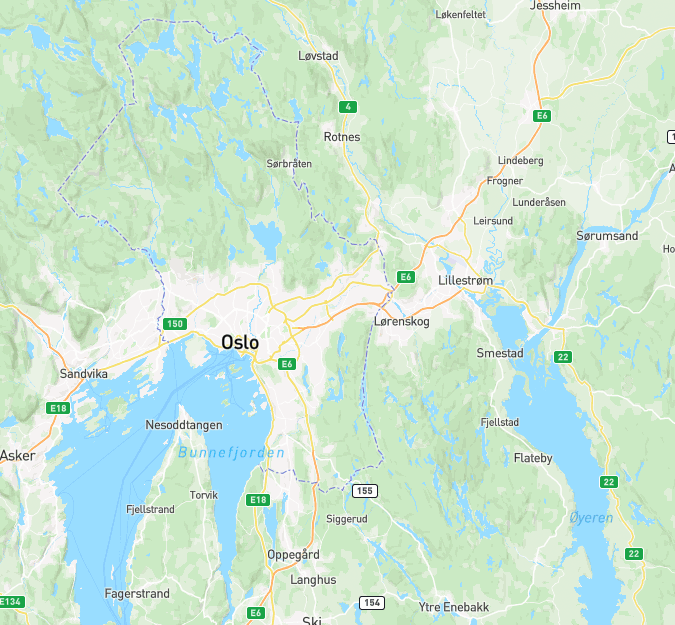 Jessheim
Løkenfeltet
Løvstad
4
E6
Rotnes
Lindeberg
Sørbråten
Frogner
Lunderåsen
Leirsund
Sørumsand
E6
Lillestrøm
150
Lørenskog
Oslo
E6
Smestad
22
Sandvika
E18
Nesoddtangen
Fjellstad
Bunnefjorden
Asker
Flateby
22
155
Torvik
E18
Fjellstrand
Siggerud
Øyeren
Oppegård
22
Langhus
Fagerstrand
E134
154
Ytre Enebakk
E6
Ski